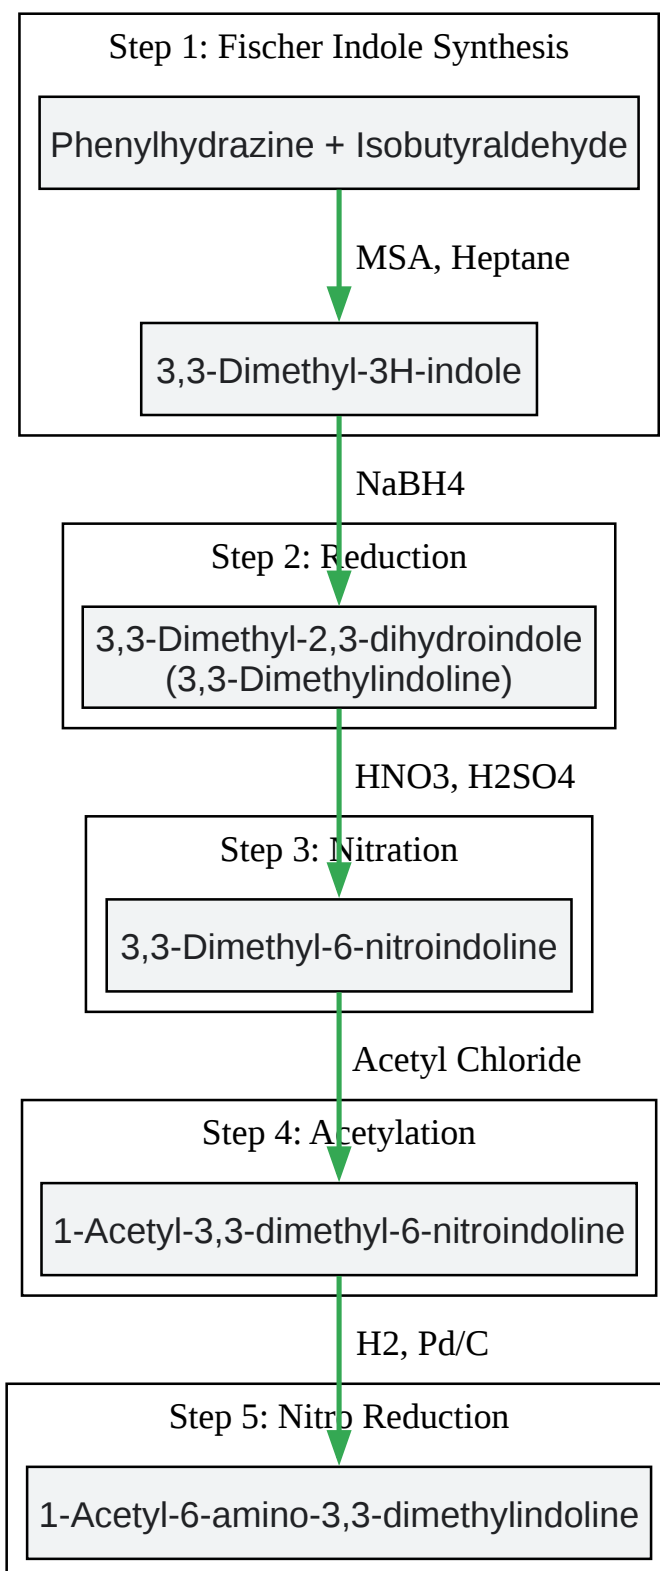 Step 1: Fischer Indole Synthesis
Phenylhydrazine + Isobutyraldehyde
MSA, Heptane
3,3-Dimethyl-3H-indole
NaBH4
Step 2: Reduction
3,3-Dimethyl-2,3-dihydroindole
(3,3-Dimethylindoline)
HNO3, H2SO4
Step 3: Nitration
3,3-Dimethyl-6-nitroindoline
Acetyl Chloride
Step 4: Acetylation
1-Acetyl-3,3-dimethyl-6-nitroindoline
H2, Pd/C
Step 5: Nitro Reduction
1-Acetyl-6-amino-3,3-dimethylindoline